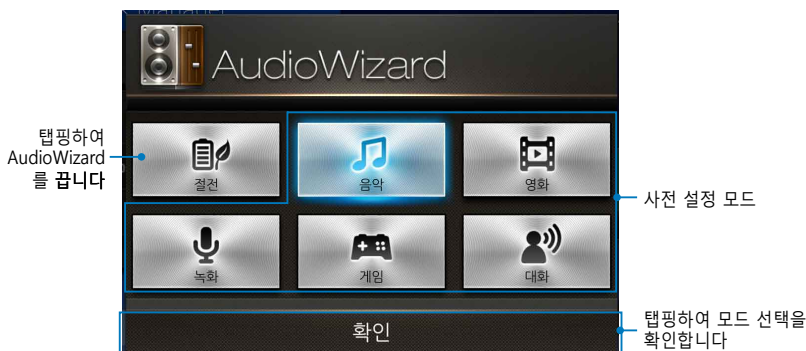 AudioWizard
탭핑하여
AudioWizard
를 끕니다
절전
음악
영화
사전 설정 모드
녹화
게임
대화
확인
탭핑하여 모드 선택을
확인합니다